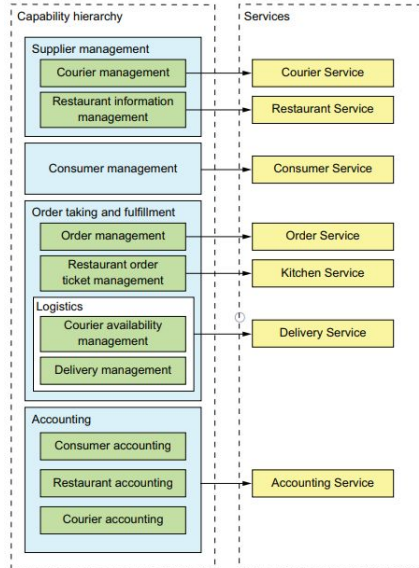 Capability hierarchy
Services
Supplier management
Courier management
Courier Service
Restaurant information
management
Restaurant Service
Consumer management
Consumer Service
Order taking and fulfillment
Order management
Order Service
Restaurant order
ticket management
Kitchen Service
Logistics
Courier availability
management
Delivery Service
Delivery management
Accounting
Consumer accounting
Restaurant accounting
Accounting Service
Courier accounting